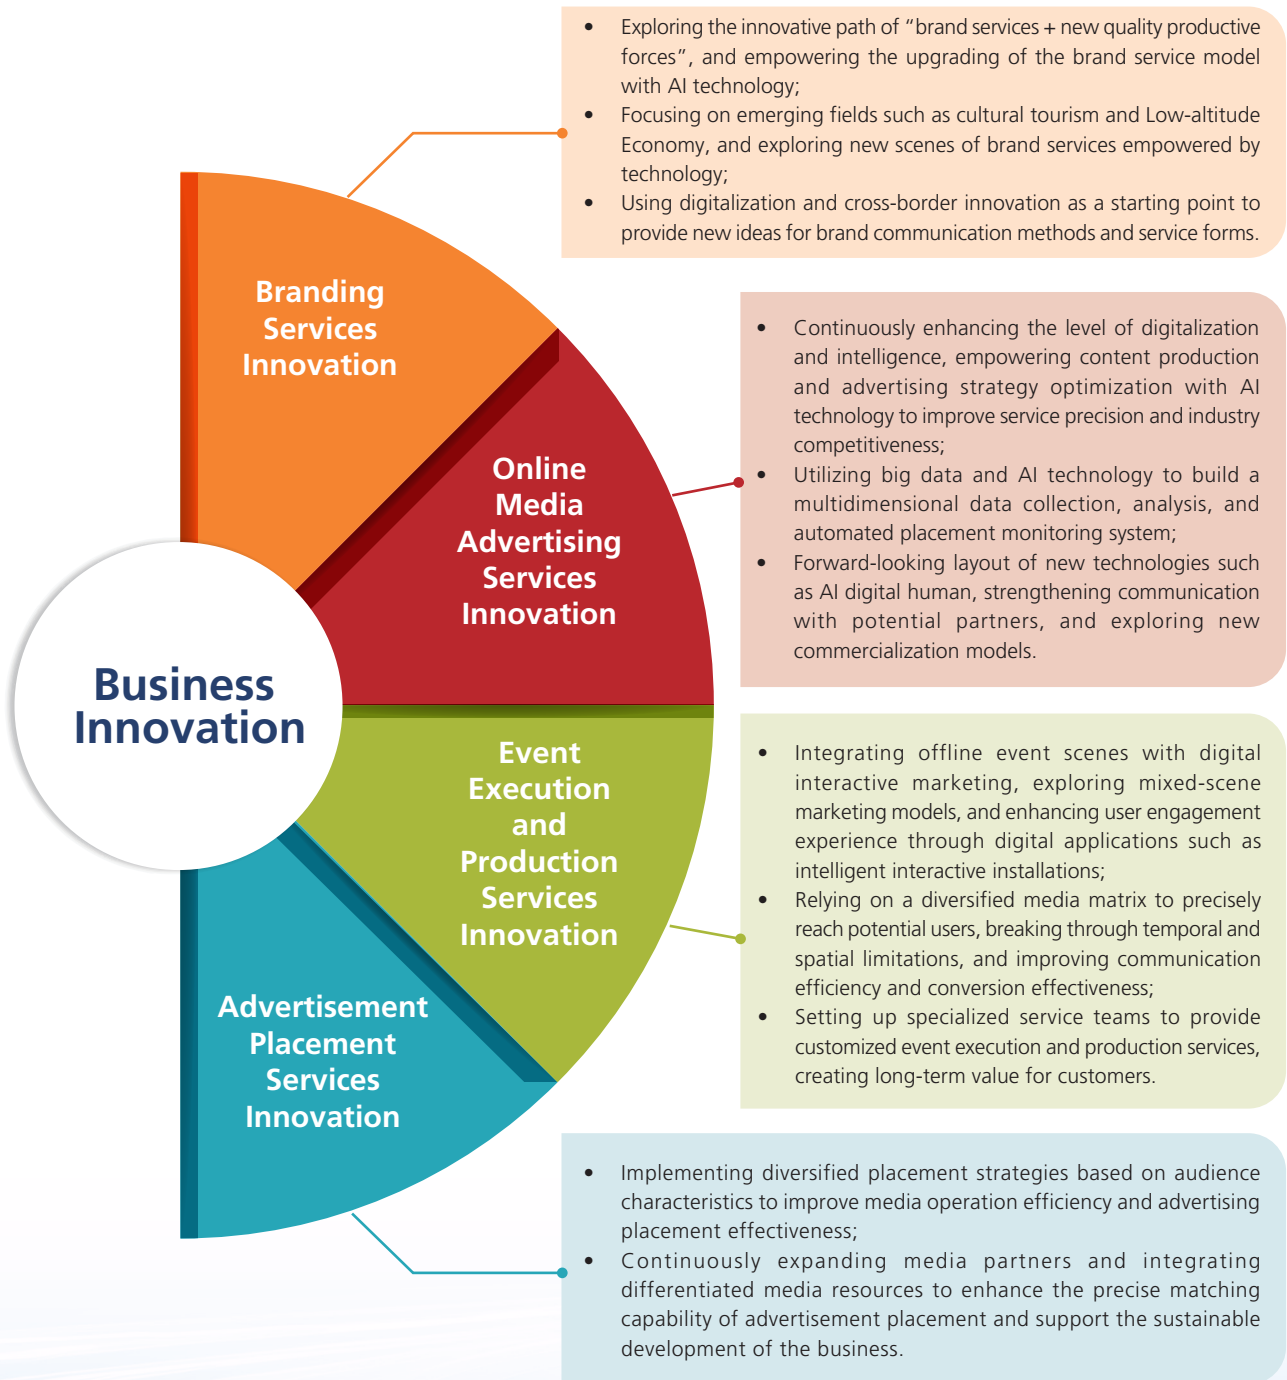 Business
Innovation
Branding
Services
Innovation
• Exploring the innovative path of “brand services + new quality productive
forces”, and empowering the upgrading of the brand service model
with AI technology;
• Focusing on emerging fields such as cultural tourism and Low-altitude
Economy, and exploring new scenes of brand services empowered by
technology;
• Using digitalization and cross-border innovation as a starting point to
provide new ideas for brand communication methods and service forms.
Online
Media
Advertising
Services
Innovation
• Continuously enhancing the level of digitalization
and intelligence, empowering content production
and advertising strategy optimization with AI
technology to improve service precision and industry
competitiveness;
• Utilizing big data and AI technology to build a
multidimensional data collection, analysis, and
automated placement monitoring system;
• Forward-looking layout of new technologies such
as AI digital human, strengthening communication
with potential partners, and exploring new
commercialization models.
Event
Execution
and
Production
Services
Innovation
• Integrating offline event scenes with digital
interactive marketing, exploring mixed-scene
marketing models, and enhancing user engagement
experience through digital applications such as
intelligent interactive installations;
• Relying on a diversified media matrix to precisely
reach potential users, breaking through temporal and
spatial limitations, and improving communication
efficiency and conversion effectiveness;
• Setting up specialized service teams to provide
customized event execution and production services,
creating long-term value for customers.
Advertisement
Placement
Services
Innovation
• Implementing diversified placement strategies based on audience
characteristics to improve media operation efficiency and advertising
placement effectiveness;
• Continuously expanding media partners and integrating
differentiated media resources to enhance the precise matching
capability of advertisement placement and support the sustainable
development of the business.